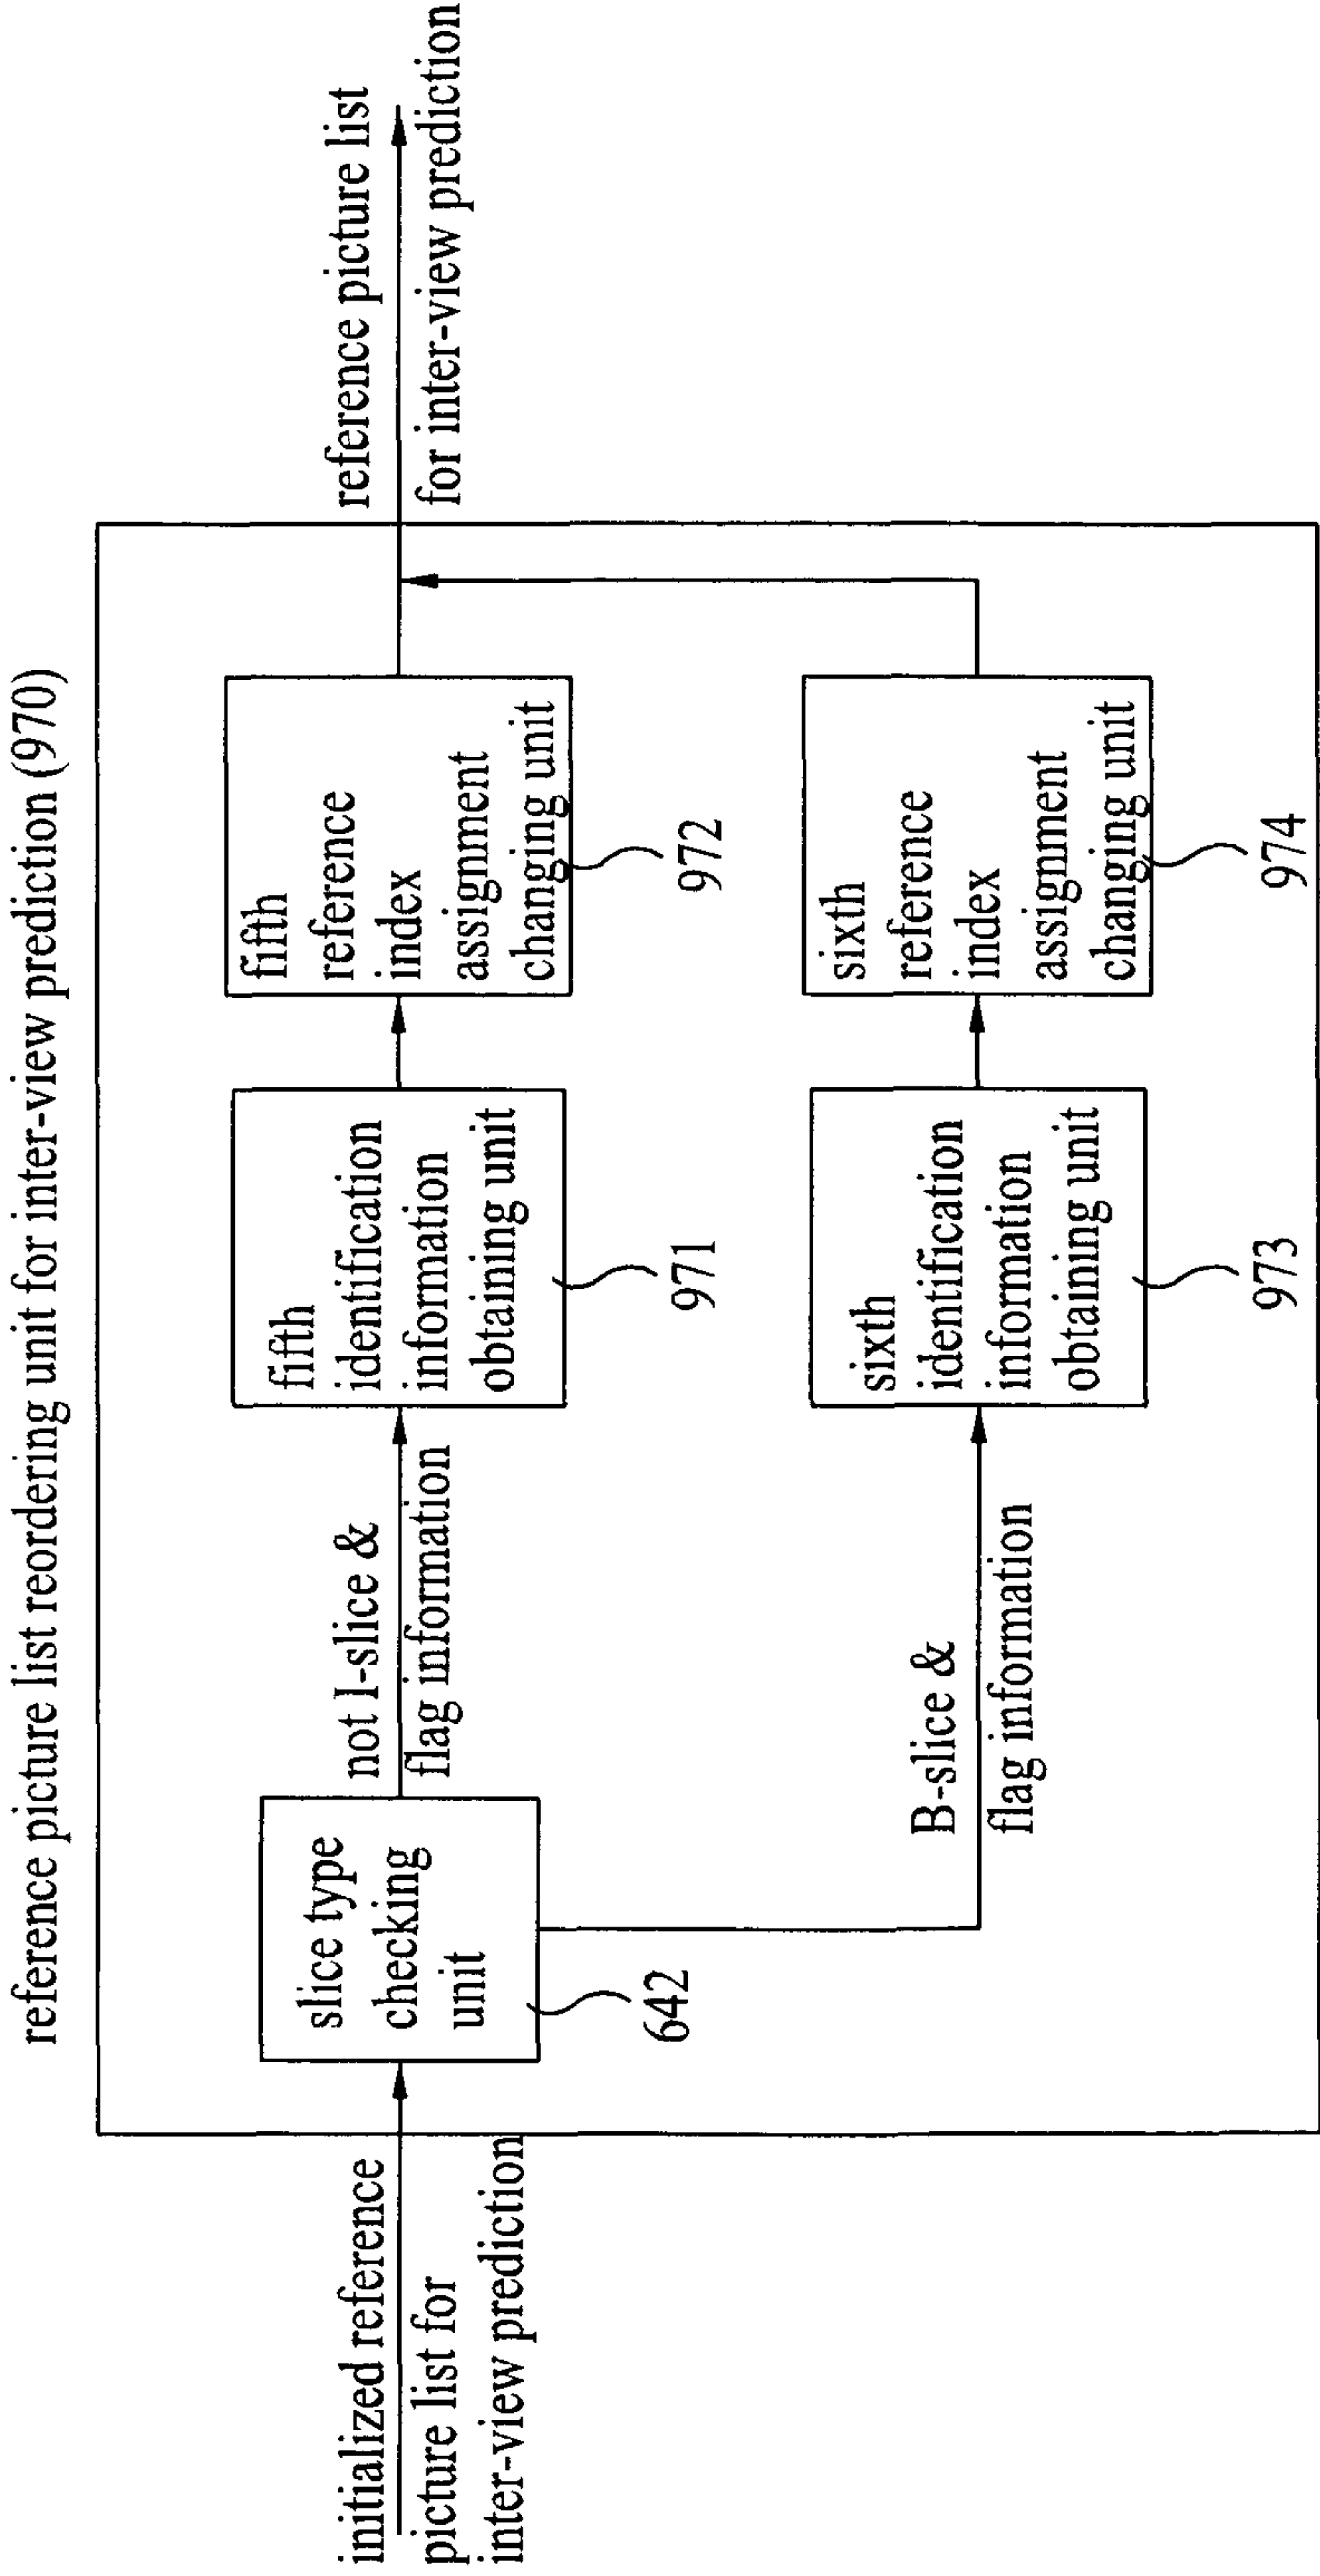 reference picture list reordering unit for inter-view prediction (970)
initialized reference
picture list for
inter-view prediction
slice type
checking
unit
642
not I-slice &
flag information
fifth
identification
information
obtaining unit
971
fifth
reference
index
assignment
changing unit
972
reference picture list
for inter-view prediction
B-slice &
flag information
sixth
identification
information
obtaining unit
973
sixth
reference
index
assignment
changing unit
974